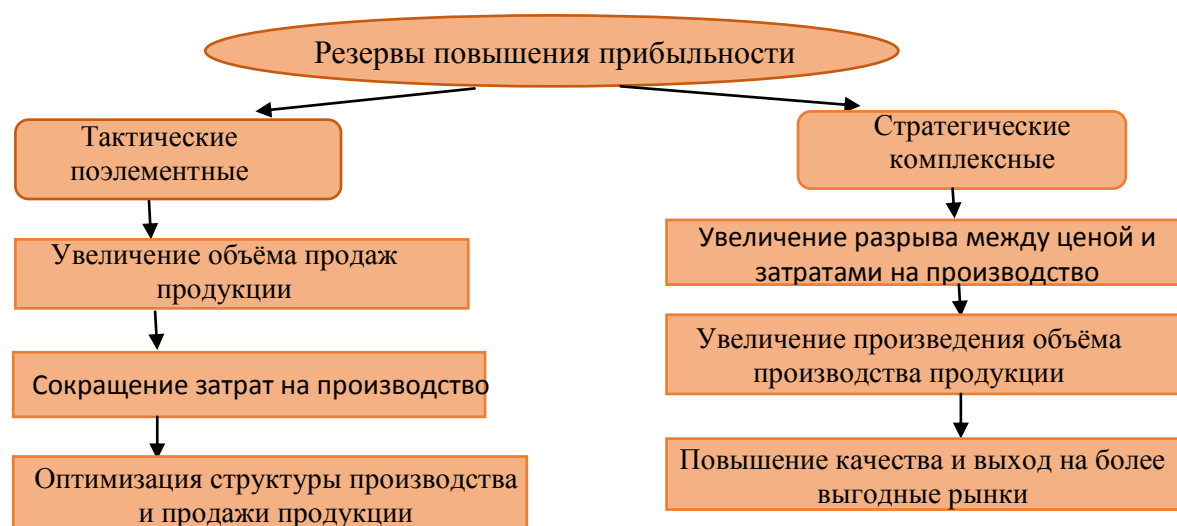 Резервы повышения прибыльности
Тактические
поэлементные
Увеличение объёма продаж
продукции
Сокращение затрат на производство
Оптимизация структуры производства
и продажи продукции
Стратегические
комплексные
Увеличение разрыва между ценой и
затратами на производство
Увеличение произведения объёма
производства продукции
Повышение качества и выход на более
выгодные рынки